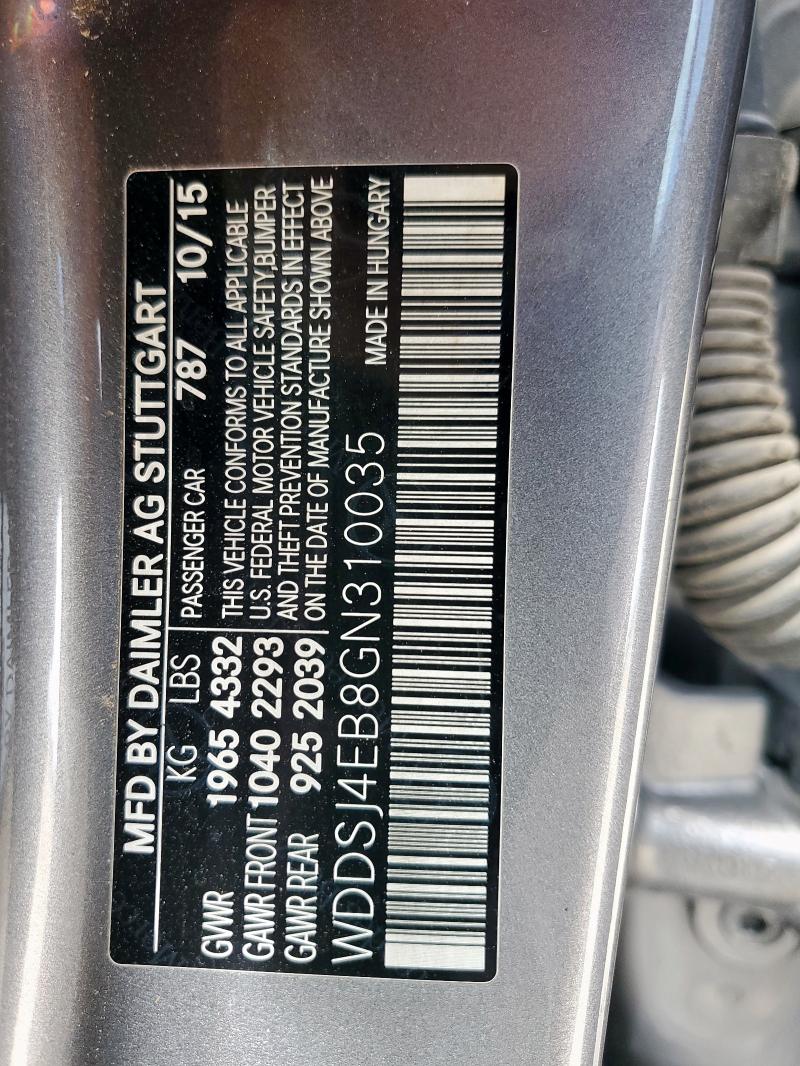 MFD BY DAIMLER AG STUTTGART
KG LBS
GVWR 1965 4332
GAWR FRONT 1040 2293
GAWR REAR 925 2039
PASSENGER CAR 787 10/15
THIS VEHICLE CONFORMS TO ALL APPLICABLE
U.S. FEDERAL MOTOR VEHICLE SAFETY,BUMPER
AND THEFT PREVENTION STANDARDS IN EFFECT
ON THE DATE OF MANUFACTURE SHOWN ABOVE
WDDSJ4EB8GN310035
MADE IN HUNGARY